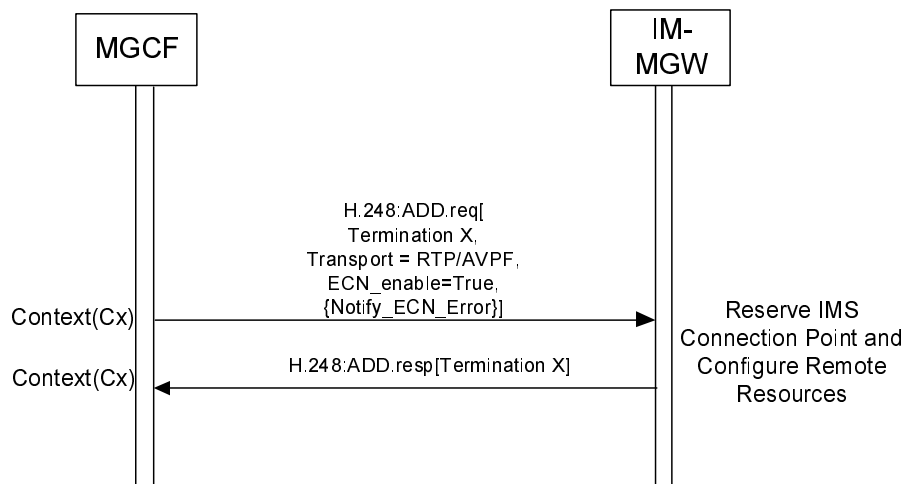 MGCF
IM-
MGW
H.248:ADD.req[
Termination X,
Transport = RTP/AVPF,
ECN_enable=True,
{Notify_ECN_Error}]
Context(Cx)
Reserve IMS
Connection Point and
Configure Remote
Resources
H.248:ADD.resp[Termination X]
Context(Cx)